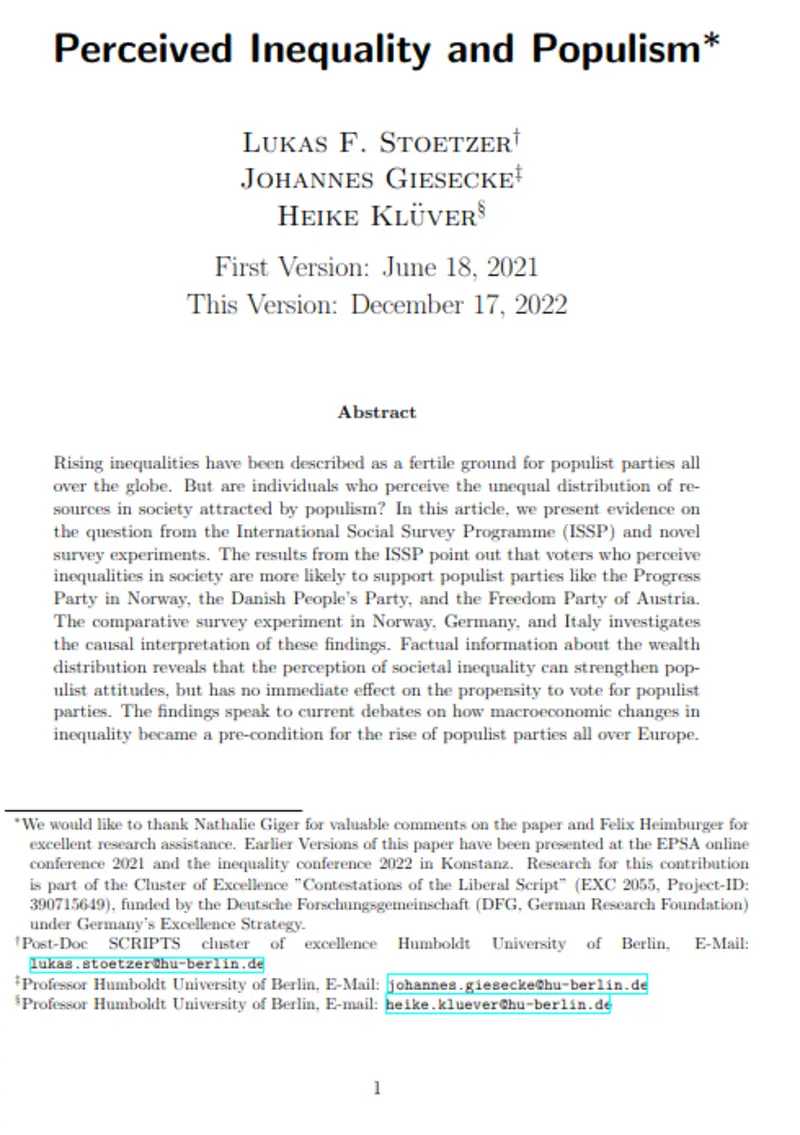 Perceived Inequality and Populism*
Lukas F. Stoetzer†
Johannes Giesecke‡
Heike Klüver§
First Version: June 18, 2021
This Version: December 17, 2022
Abstract
Rising inequalities have been described as a fertile ground for populist parties all
over the globe. But are individuals who perceive the unequal distribution of re-
sources in society attracted by populism? In this article, we present evidence on
the question from the International Social Survey Programme (ISSP) and novel
survey experiments. The results from the ISSP point out that voters who perceive
inequalities in society are more likely to support populist parties like the Progress
Party in Norway, the Danish People's Party, and the Freedom Party of Austria.
The comparative survey experiment in Norway, Germany, and Italy investigates
the causal interpretation of these findings. Factual information about the wealth
distribution reveals that the perception of societal inequality can strengthen pop-
ulist attitudes, but has no immediate effect on the propensity to vote for populist
parties. The findings speak to current debates on how macroeconomic changes in
inequality became a pre-condition for the rise of populist parties all over Europe.
*We would like to thank Nathalie Giger for valuable comments on the paper and Felix Heimburger for
excellent research assistance. Earlier Versions of this paper have been presented at the EPSA online
conference 2021 and the inequality conference 2022 in Konstanz. Research for this contribution
is part of the Cluster of Excellence "Contestations of the Liberal Script" (EXC 2055, Project-ID:
390715649), funded by the Deutsche Forschungsgemeinschaft (DFG, German Research Foundation)
under Germany's Excellence Strategy.
†Post-Doc SCRIPTS cluster of excellence Humboldt University of Berlin, E-Mail:
lukas.stoetzer@hu-berlin.de
‡Professor Humboldt University of Berlin, E-Mail: johannes.giesecke@hu-berlin.de
§Professor Humboldt University of Berlin, E-mail: heike.kluever@hu-berlin.de
1